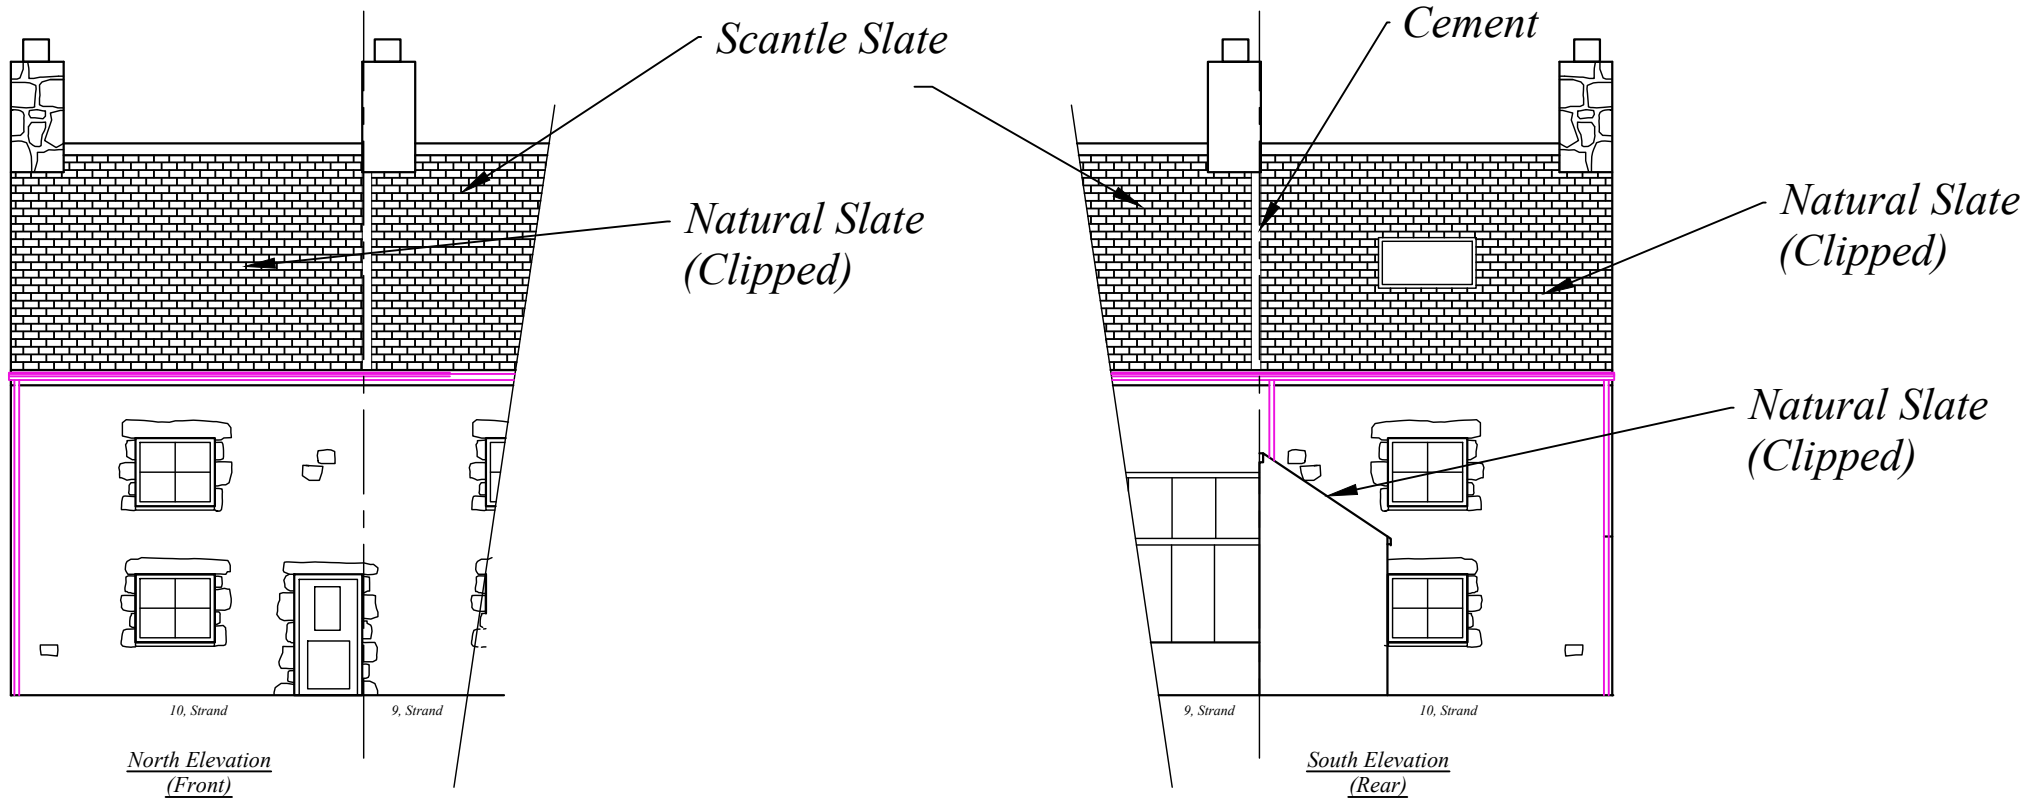 Scantle Slate
Natural Slate
(Clipped)
Cement
Natural Slate
(Clipped)
Natural Slate
(Clipped)
10, Strand
9, Strand
North Elevation
(Front)
9, Strand
10, Strand
South Elevation
(Rear)